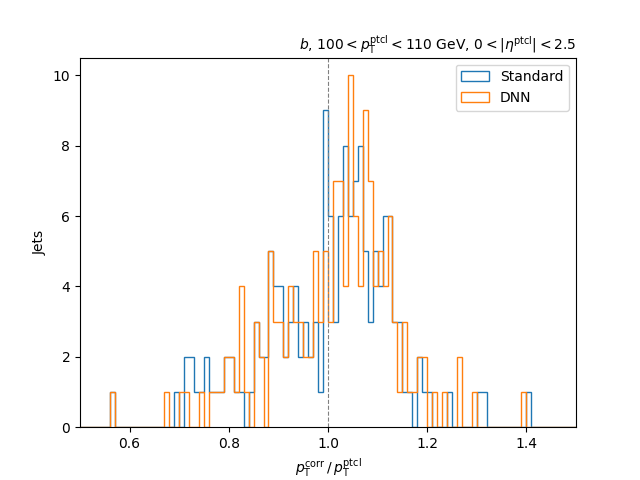 b, 100 < p_T^ptcl < 110 GeV, 0 < |η^ptcl| < 2.5
10
8
6
4
2
0
Jets
Standard
DNN
0.6 0.8 1.0 1.2 1.4
p_T^corr / p_T^ptcl